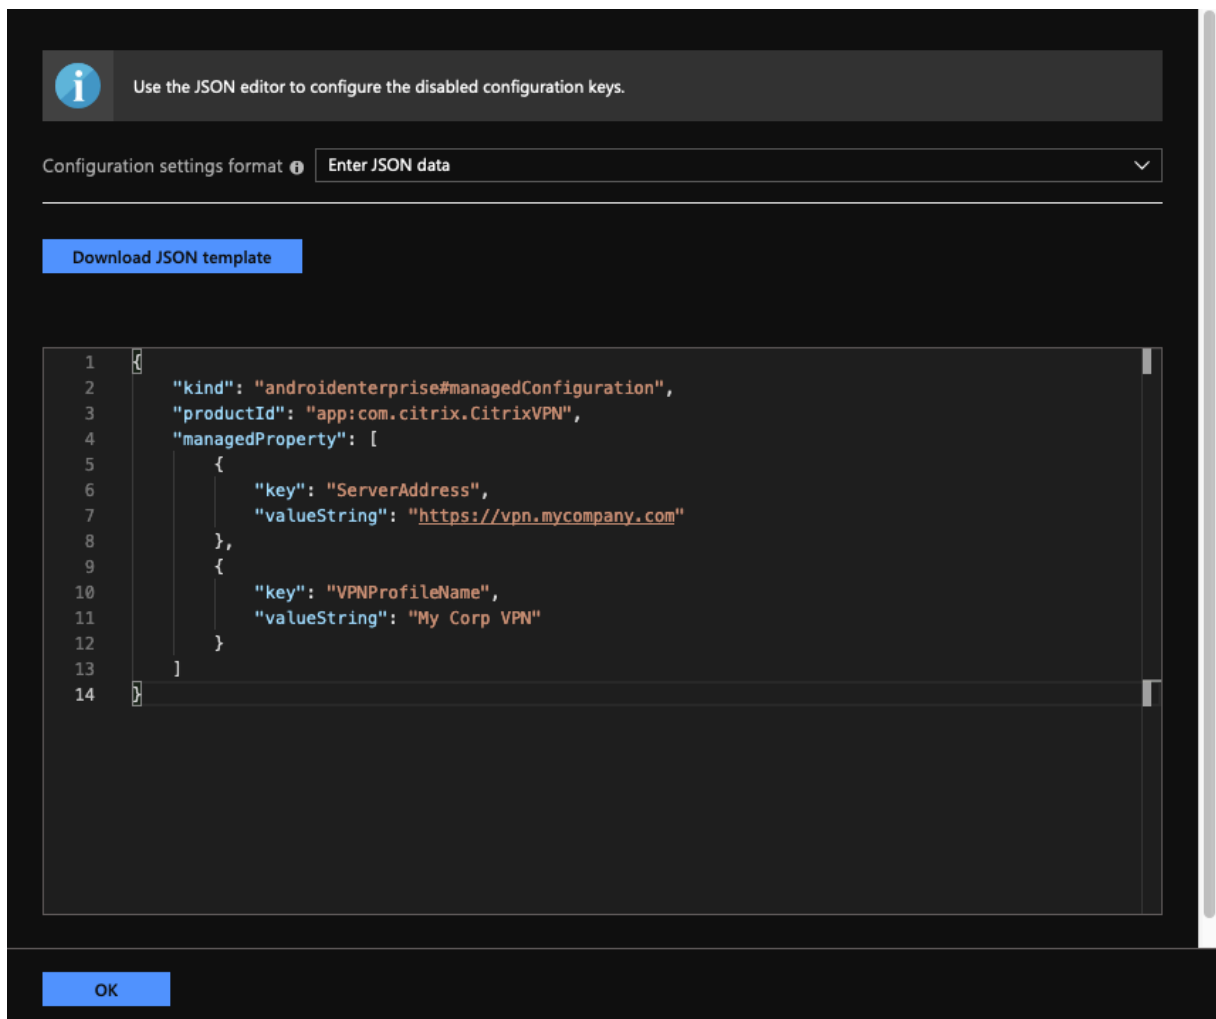 Use the JSON editor to configure the disabled configuration keys.
Configuration settings format Enter JSON data
Download JSON template
1 {
2 "kind": "androidenterprise#managedConfiguration",
3 "productId": "app:com.citrix.CitrixVPN",
4 "managedProperty": [
5 {
6 "key": "ServerAddress",
7 "valueString": "https://vpn.mycompany.com"
8 },
9 {
10 "key": "VPNProfileName",
11 "valueString": "My Corp VPN"
12 }
13 ]
14 }
OK